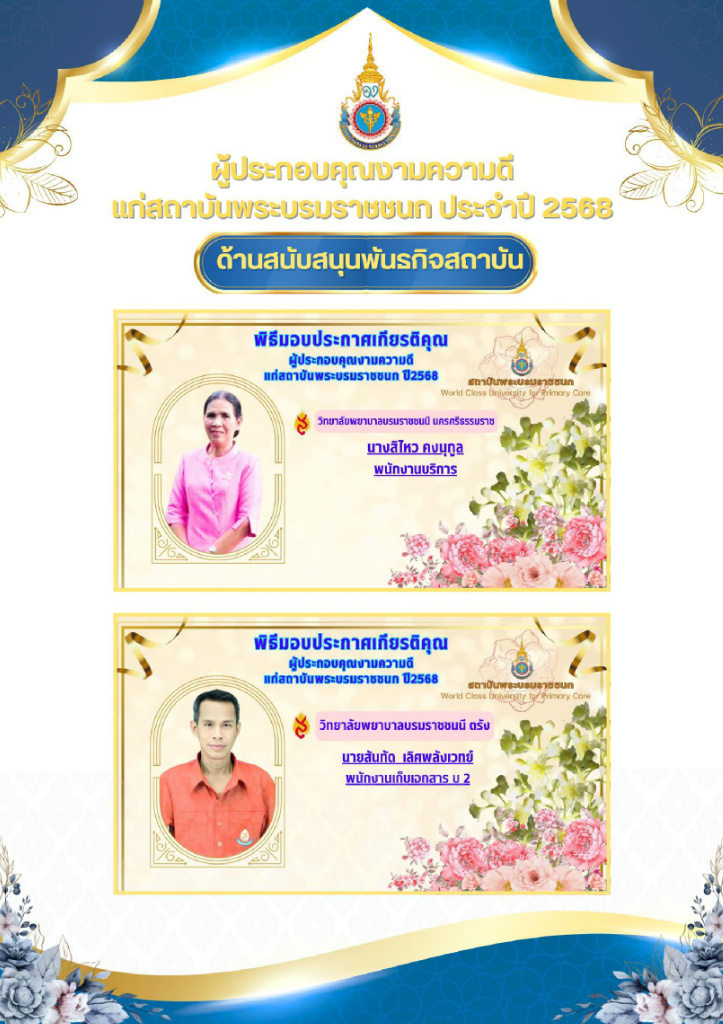 ผู้ประกอบคุณงามความดี
แก่สถาบันพระบรมราชชนก ประจำปี 2568
ด้านสนับสนุนพันธกิจสถาบัน
พิธีมอบประกาศเกียรติคุณ
ผู้ประกอบคุณงามความดี
แก่สถาบันพระบรมราชชนก ปี2568
สถาบันพระบรมราชชนก
World Class University for Primary Care
วิทยาลัยพยาบาลบรมราชชนนี นครศรีธรรมราช
นางสิไหว คงนุกูล
พนักงานบริการ
พิธีมอบประกาศเกียรติคุณ
ผู้ประกอบคุณงามความดี
แก่สถาบันพระบรมราชชนก ปี2568
สถาบันพระบรมราชชนก
World Class University for Primary Care
วิทยาลัยพยาบาลบรมราชชนนี ตรัง
นายสันทัด เลิศพลังเวทย์
พนักงานเก็บเอกสาร บ 2